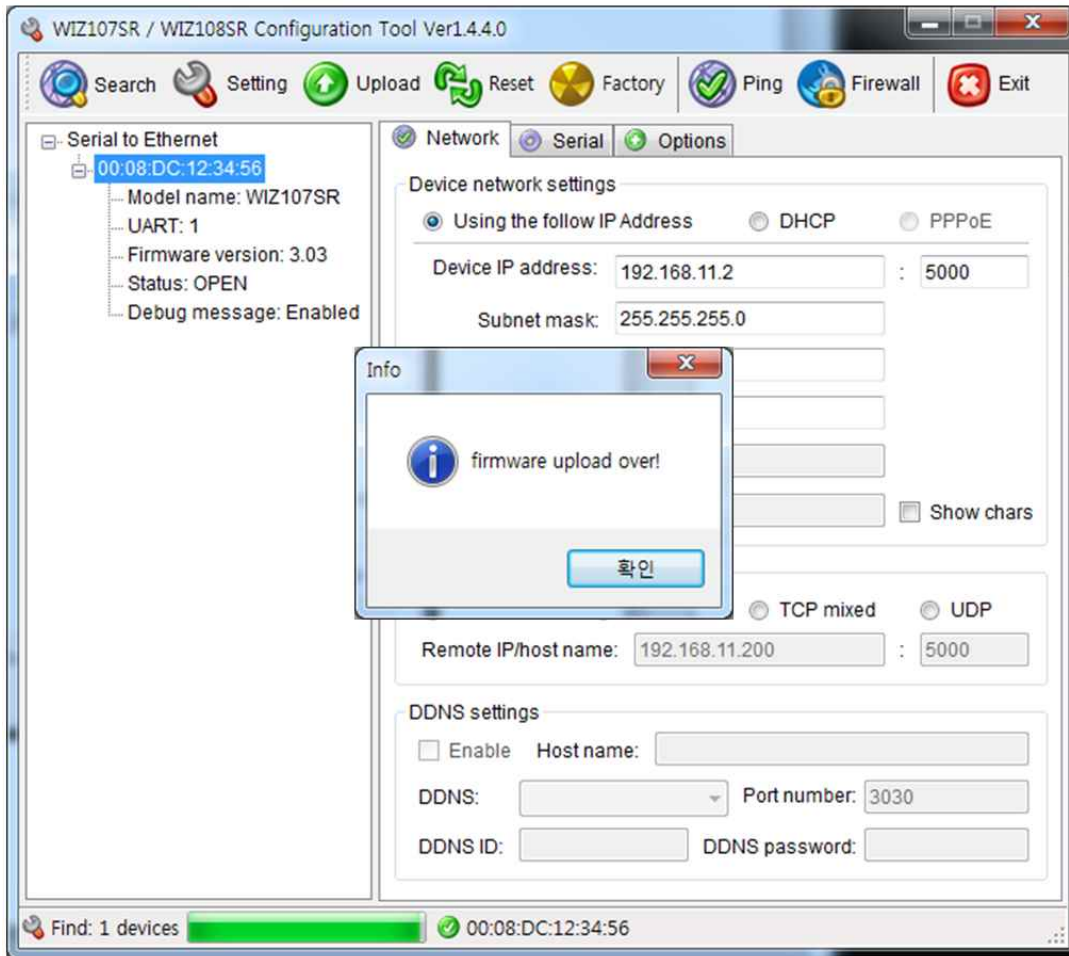 WIZ107SR / WIZ108SR Configuration Tool Ver1.4.4.0
Search Setting Upload Reset Factory Ping Firewall Exit
Serial to Ethernet
00:08:DC:12:34:56
Model name: WIZ107SR
UART: 1
Firmware version: 3.03
Status: OPEN
Debug message: Enabled
Network Serial Options
Device network settings
Using the follow IP Address DHCP PPPoE
Device IP address: 192.168.11.2 : 5000
Subnet mask: 255.255.255.0
Info
firmware upload over!
확인
Show chars
TCP mixed UDP
Remote IP/host name: 192.168.11.200 : 5000
DDNS settings
Enable Host name:
DDNS: Port number: 3030
DDNS ID: DDNS password:
Find: 1 devices 00:08:DC:12:34:56